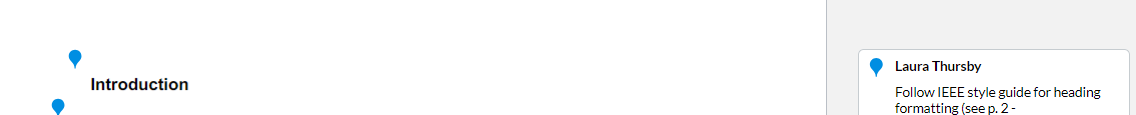 Introduction
Laura Thursby
Follow IEEE style guide for heading
formatting (see p. 2 -